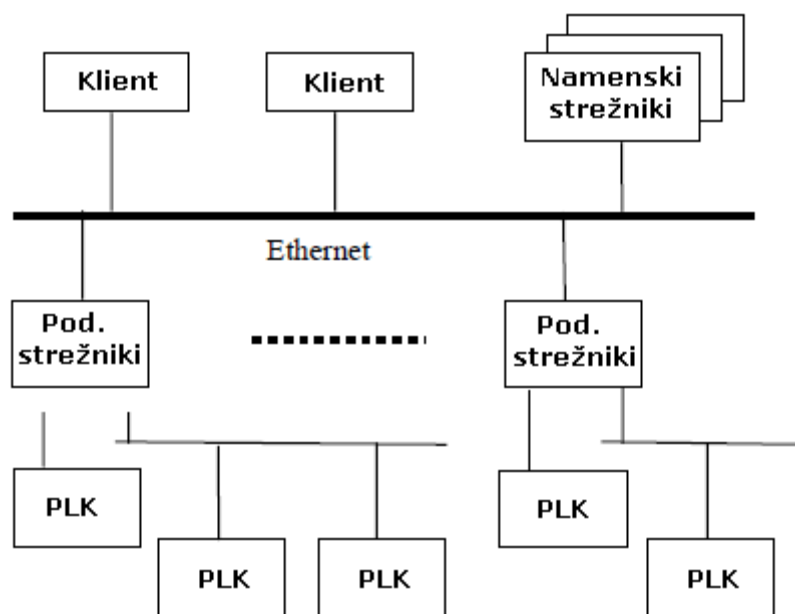 Klient
Klient
Namenski
strežniki
Ethernet
Pod.
strežniki
Pod.
strežniki
PLK
PLK
PLK
PLK
PLK